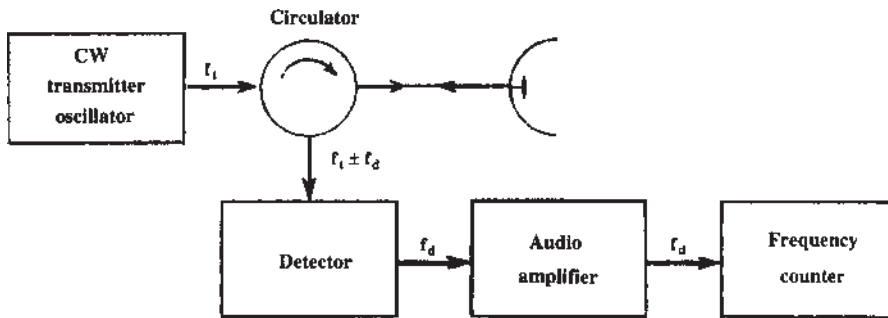 Circulator
CW
transmitter
oscillator
f_t
f_t ± f_d
Detector
f_d
Audio
amplifier
f_d
Frequency
counter